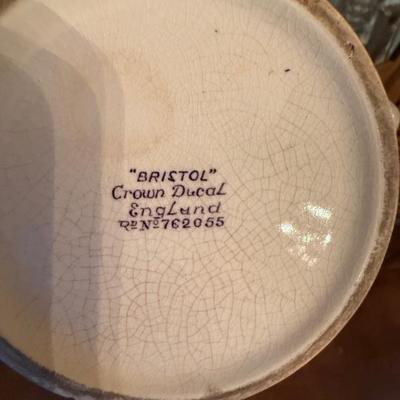 "BRISTOL"
Crown Ducal
England
Rᴰ Nº 762055